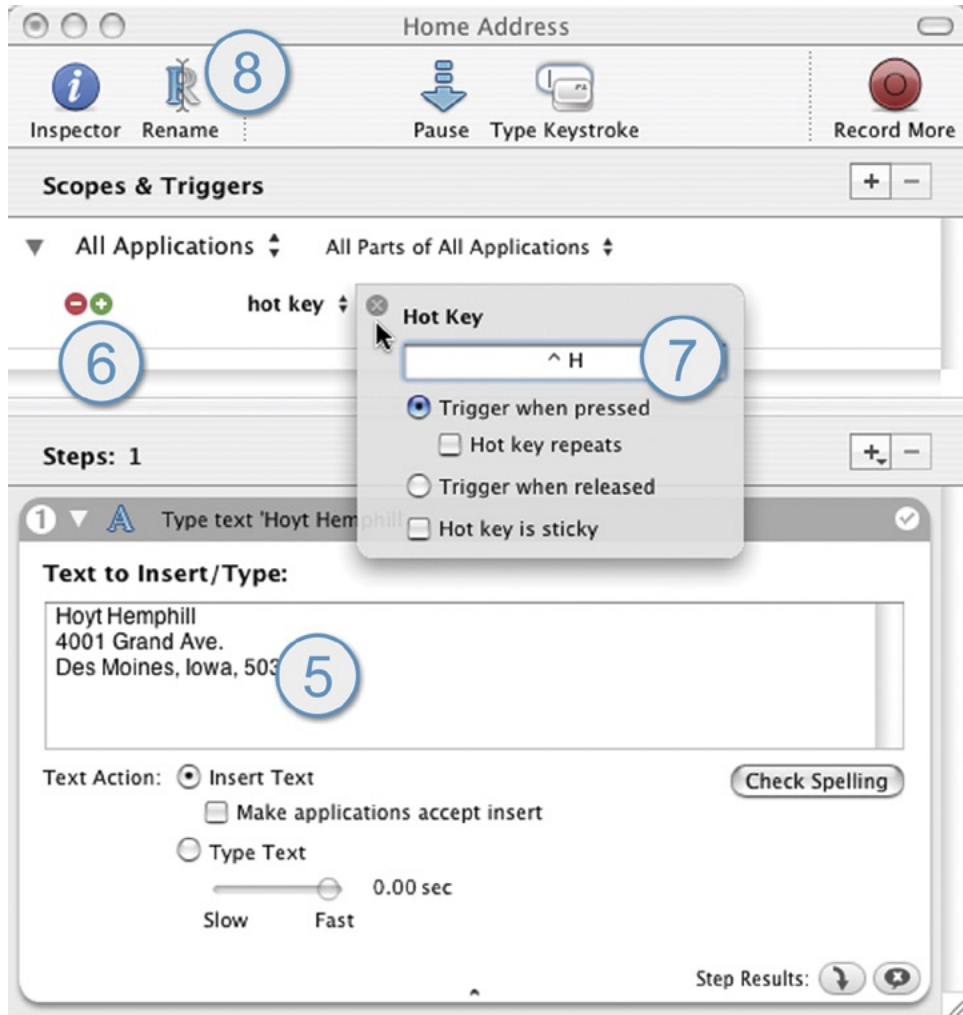 Home Address
8
Inspector Rename Pause Type Keystroke Record More
Scopes & Triggers + −
All Applications All Parts of All Applications
hot key Hot Key
6 ^ H 7
Trigger when pressed
Hot key repeats
Steps: 1 + −
Trigger when released
1 A Type text 'Hoyt Hemphill
Hot key is sticky
Text to Insert/Type:
Hoyt Hemphill
4001 Grand Ave.
Des Moines, Iowa, 503
5
Text Action: Insert Text Check Spelling
Make applications accept insert
Type Text
0.00 sec
Slow Fast
Step Results: